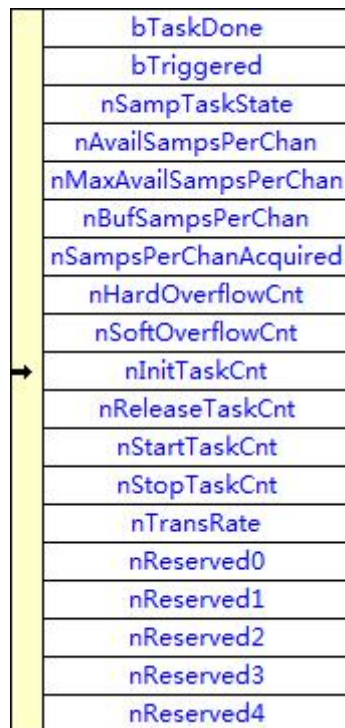 bTaskDone
bTriggered
nSampTaskState
nAvailSampsPerChan
nMaxAvailSampsPerChan
nBufSampsPerChan
nSampsPerChanAcquired
nHardOverflowCnt
nSoftOverflowCnt
nInitTaskCnt
nReleaseTaskCnt
nStartTaskCnt
nStopTaskCnt
nTransRate
nReserved0
nReserved1
nReserved2
nReserved3
nReserved4